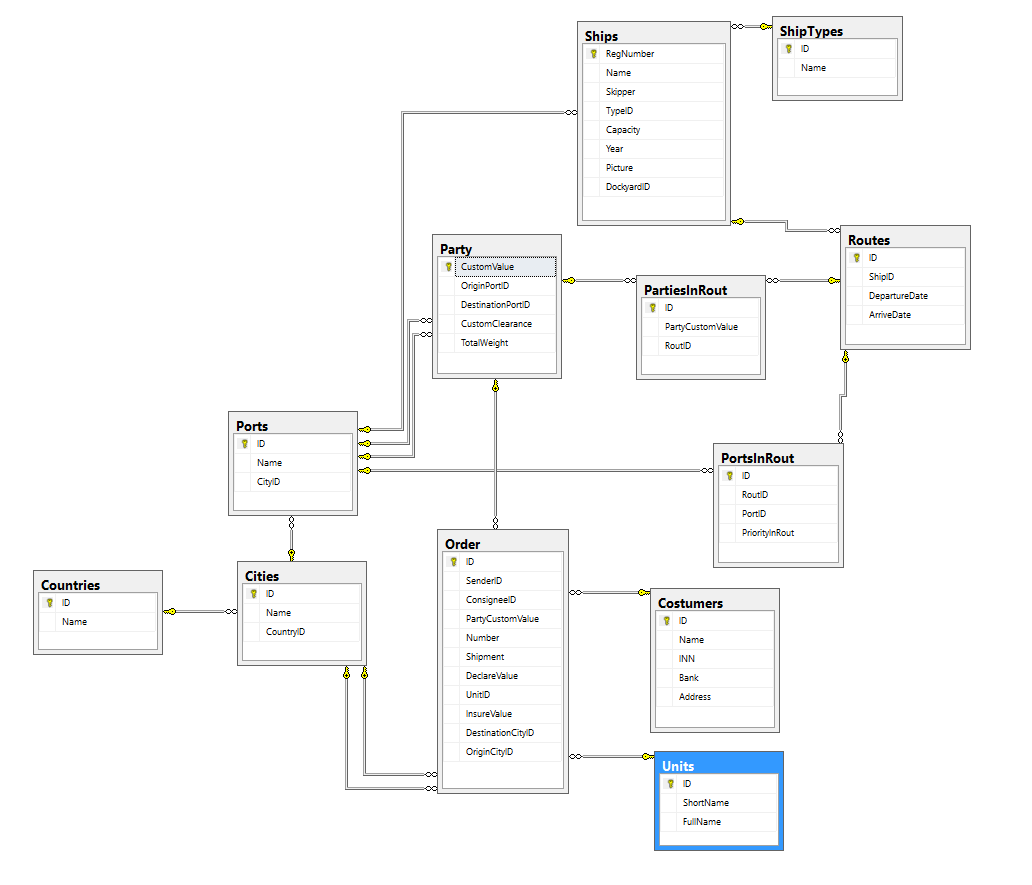 Ships
RegNumber
Name
Skipper
TypeID
Capacity
Year
Picture
DockyardID
ShipTypes
ID
Name
Party
CustomValue
OriginPortID
DestinationPortID
CustomClearance
TotalWeight
PartiesInRout
ID
PartyCustomValue
RoutID
Routes
ID
ShipID
DepartureDate
ArriveDate
Ports
ID
Name
CityID
PortsInRout
ID
RoutID
PortID
PriorityInRout
Countries
ID
Name
Cities
ID
Name
CountryID
Order
ID
SenderID
ConsigneeID
PartyCustomValue
Number
Shipment
DeclareValue
UnitID
InsureValue
DestinationCityID
OriginCityID
Costumers
ID
Name
INN
Bank
Address
Units
ID
ShortName
FullName